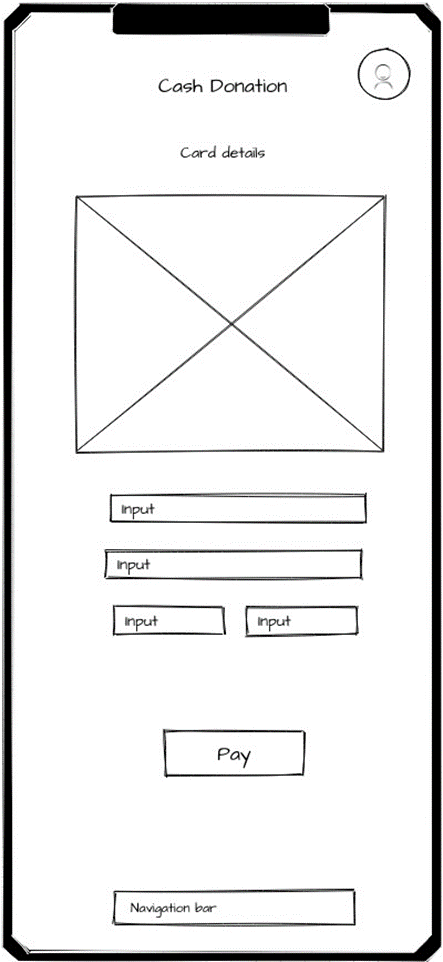 Cash Donation
Card details
Input
Input
Input Input
Pay
Navigation bar